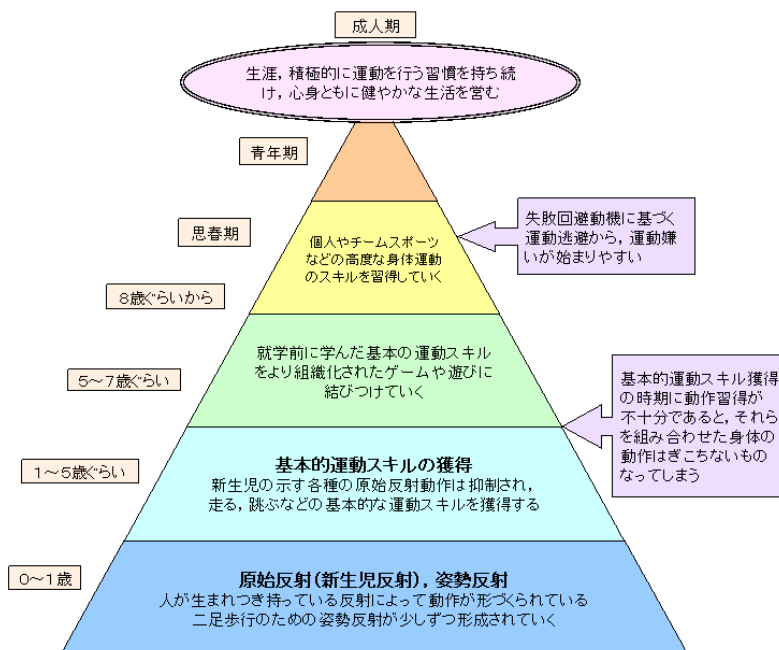 成人期
生涯，積極的に運動を行う習慣を持ち続
け，心身ともに健やかな生活を営む
青年期
思春期
個人やチームスポーツ
などの高度な身体運動
のスキルを習得していく
失敗回避動機に基づく
運動逃避から，運動嫌
いが始まりやすい
8歳ぐらいから
就学前に学んだ基本の運動スキル
をより組織化されたゲームや遊びに
結びつけていく
5～7歳ぐらい
基本的運動スキル獲得
の時期に動作習得が
不十分であると，それら
を組み合わせた身体の
動作はぎこちないもの
なってしまう
1～5歳ぐらい
基本的運動スキルの獲得
新生児の示す各種の原始反射動作は抑制され，
走る，跳ぶなどの基本的な運動スキルを獲得する
0～1歳
原始反射（新生児反射），姿勢反射
人が生まれつき持っている反射によって動作が形づくられている
二足歩行のための姿勢反射が少しずつ形成されていく